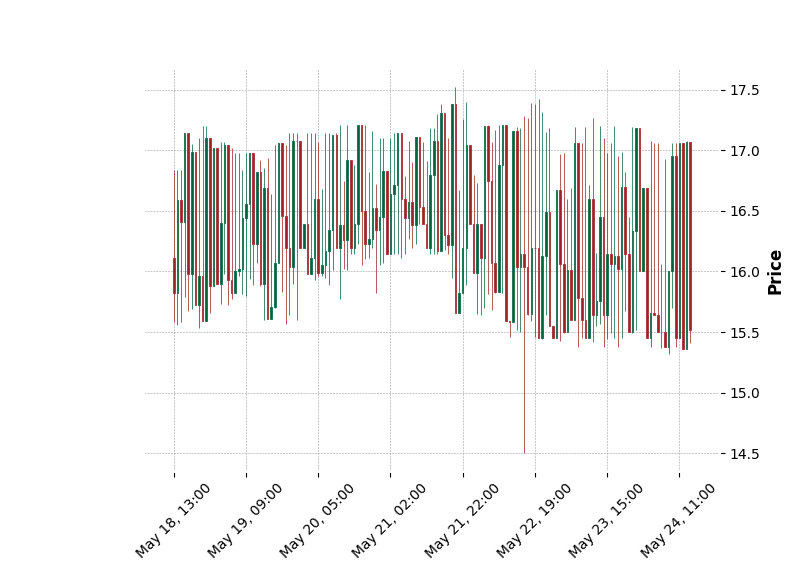 17.5
17.0
16.5
16.0
15.5
15.0
14.5
Price
May 18, 13:00
May 19, 09:00
May 20, 05:00
May 21, 02:00
May 21, 22:00
May 22, 19:00
May 23, 15:00
May 24, 11:00